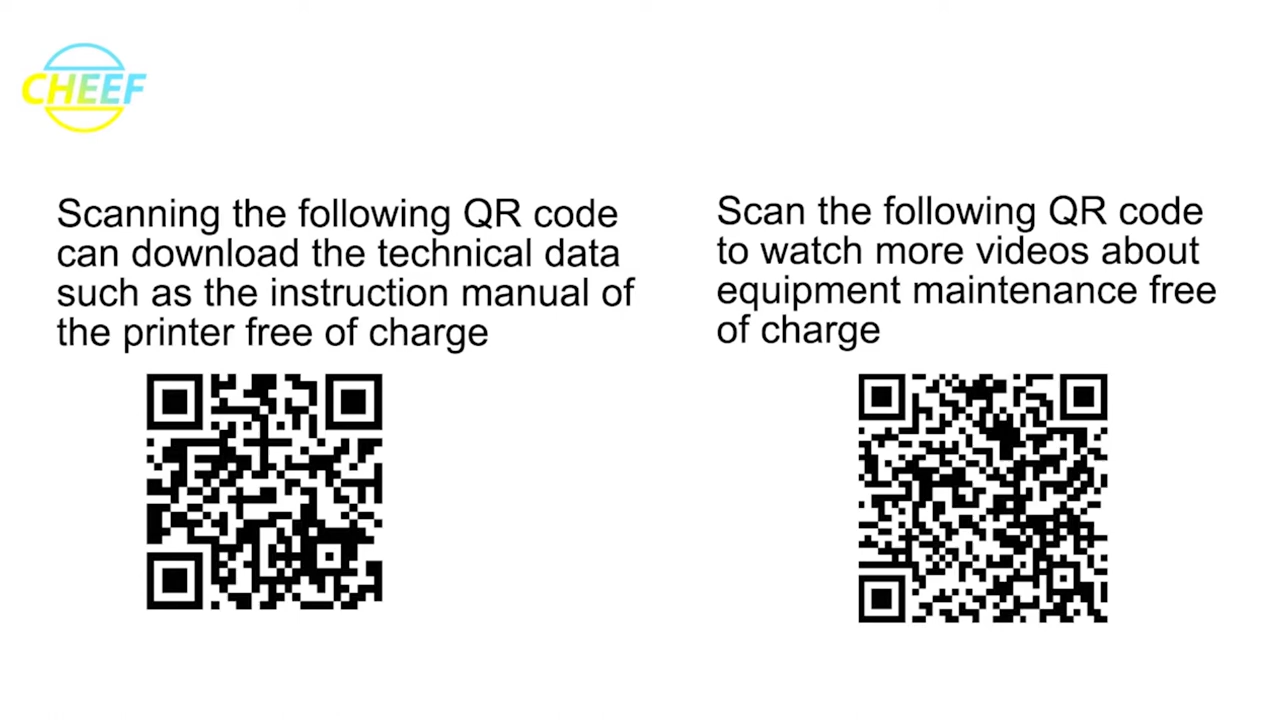 CHEEF
Scanning the following QR code
can download the technical data
such as the instruction manual of
the printer free of charge
Scan the following QR code
to watch more videos about
equipment maintenance free
of charge